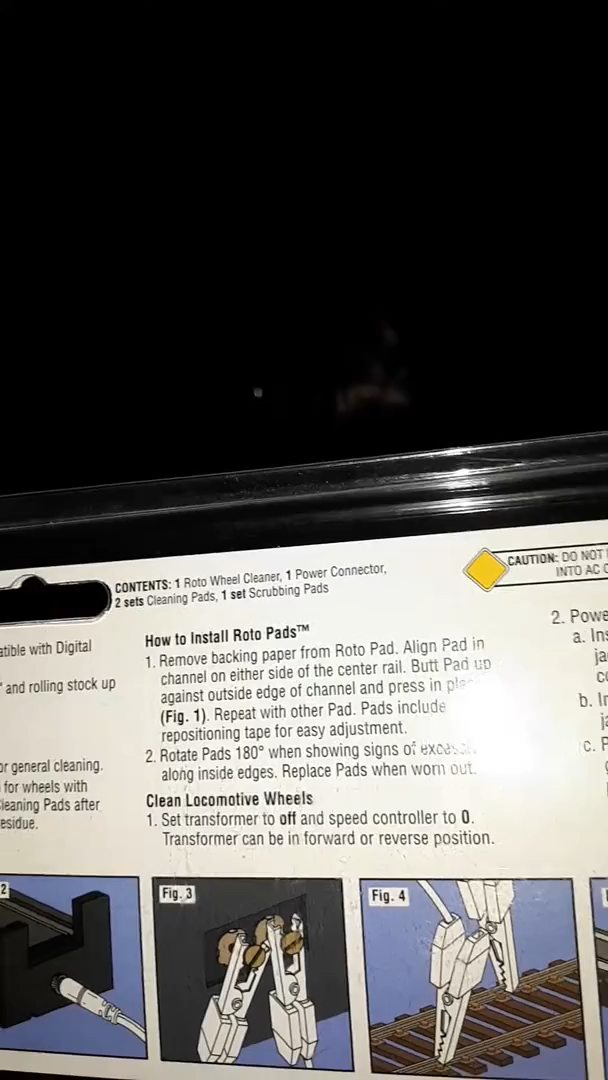 CONTENTS: 1 Roto Wheel Cleaner, 1 Power Connector,
2 sets Cleaning Pads, 1 set Scrubbing Pads
CAUTION: DO NOT
INTO AC
atible with Digital
and rolling stock up
or general cleaning.
for wheels with
leaning Pads after
esidue.
How to Install Roto Pads™
1. Remove backing paper from Roto Pad. Align Pad in
channel on either side of the center rail. Butt Pad up
against outside edge of channel and press in
(Fig. 1). Repeat with other Pad. Pads include
repositioning tape for easy adjustment.
2. Rotate Pads 180° when showing signs of
along inside edges. Replace Pads when worn out.
Clean Locomotive Wheels
1. Set transformer to off and speed controller to 0.
Transformer can be in forward or reverse position.
2. Powe
a. Ins
ja
b. In
c.
2
Fig. 3
Fig. 4